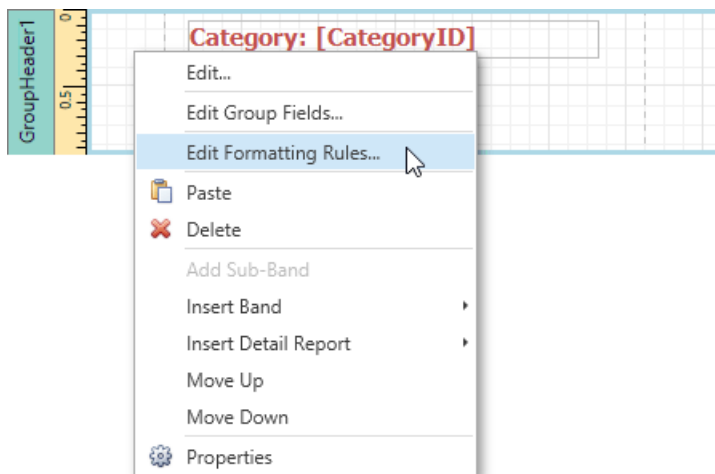 GroupHeader1
0
0.5
Category: [CategoryID]
Edit...
Edit Group Fields...
Edit Formatting Rules...
Paste
Delete
Add Sub-Band
Insert Band
Insert Detail Report
Move Up
Move Down
Properties